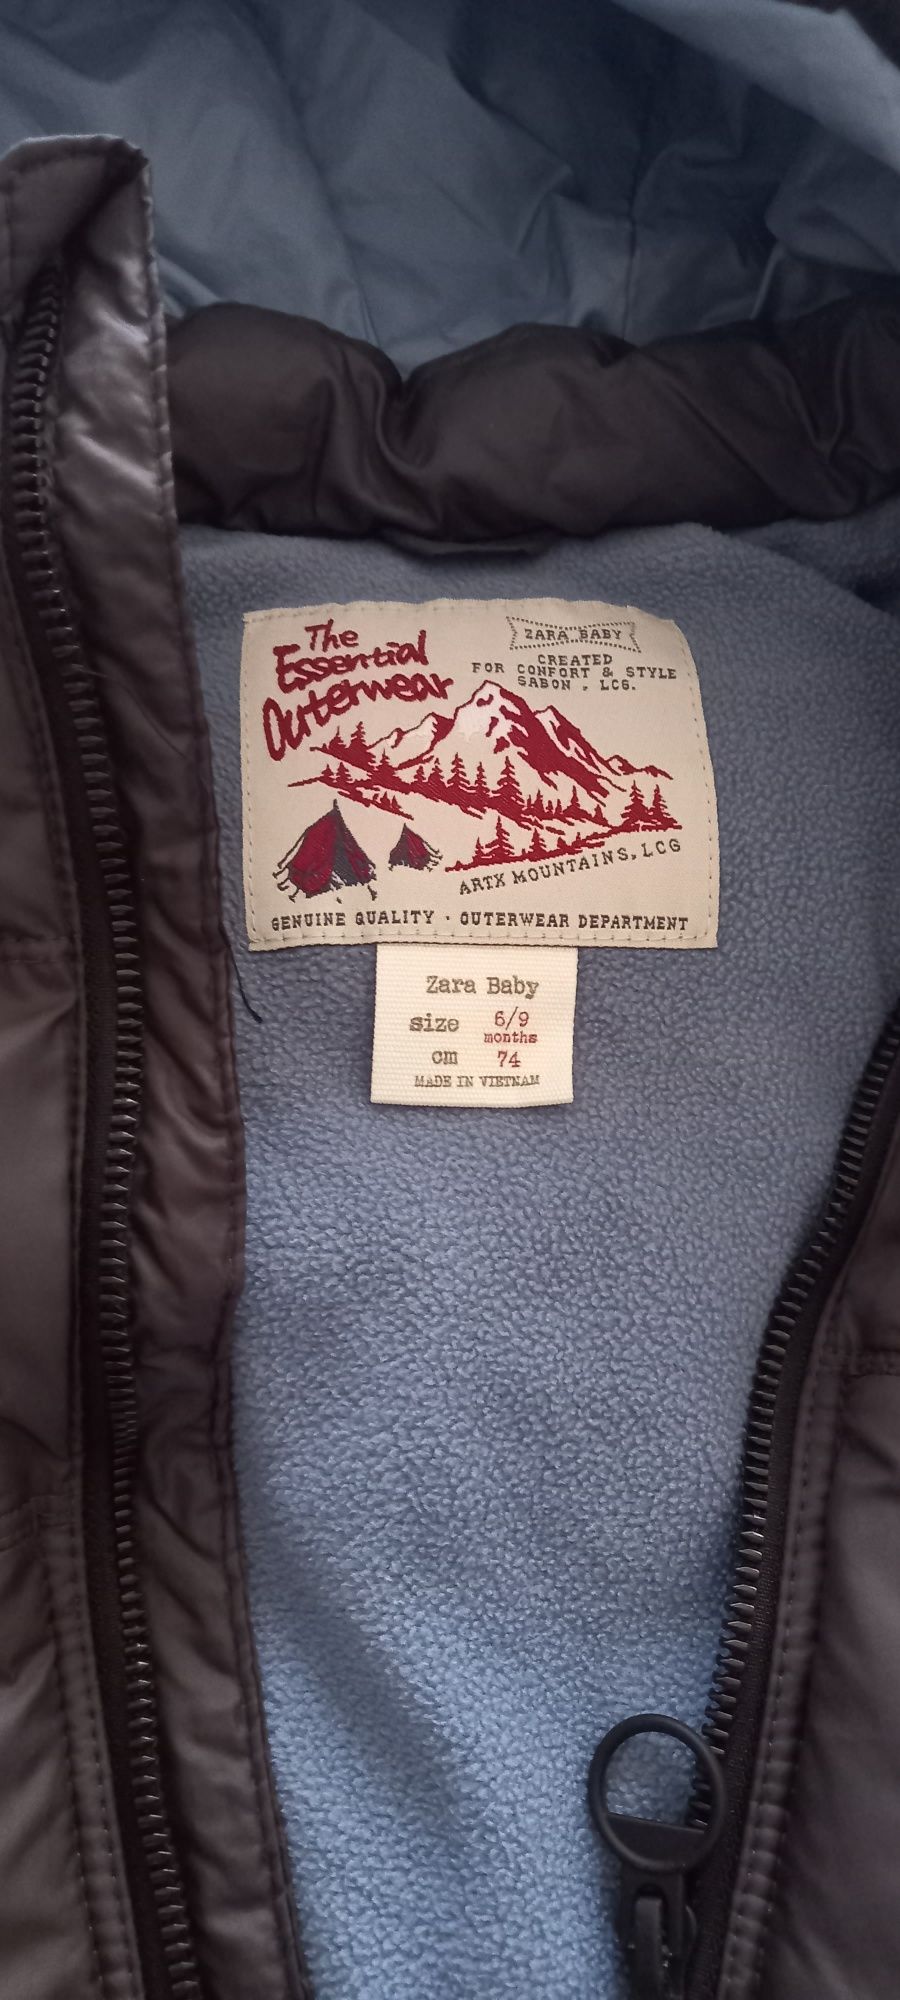 The
Essential
Outerwear
ZARA BABY
CREATED
FOR CONFORT & STYLE
SABON , LCG.
ARTX MOUNTAINS, LCG
GENUINE QUALITY · OUTERWEAR DEPARTMENT
Zara Baby
size 6/9
months
cm 74
MADE IN VIETNAM